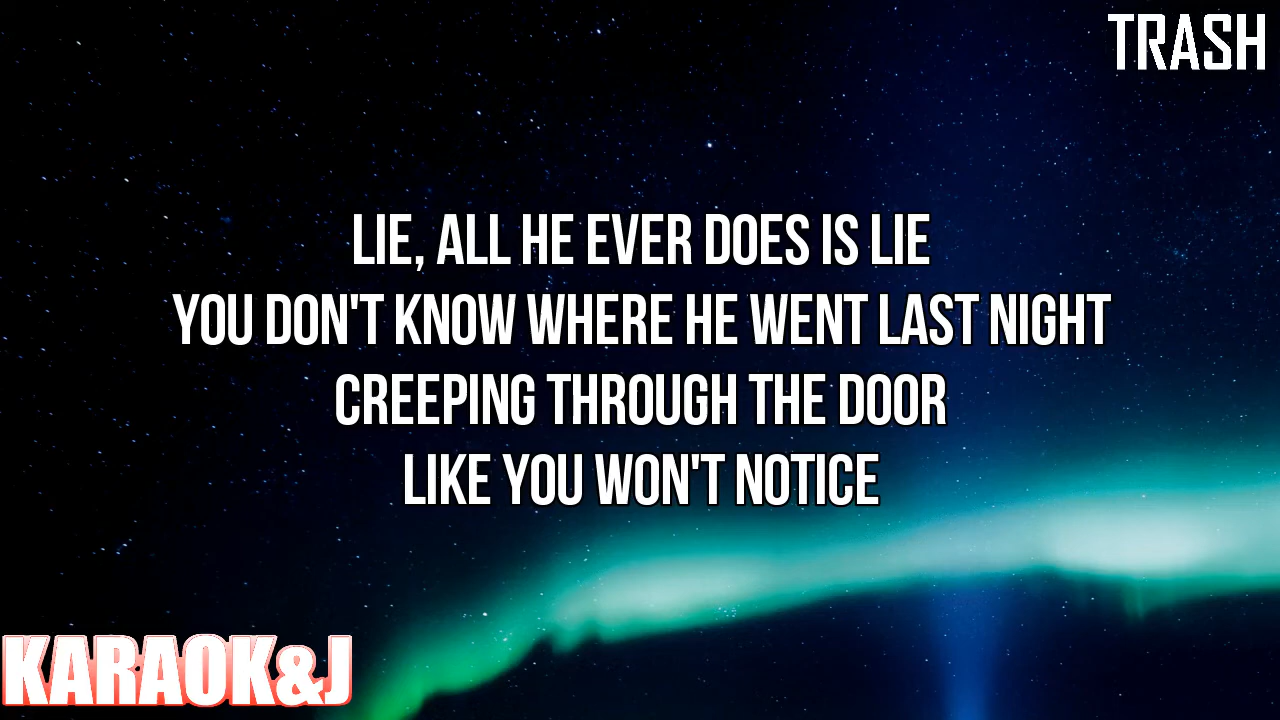 TRASH
LIE, ALL HE EVER DOES IS LIE
YOU DON'T KNOW WHERE HE WENT LAST NIGHT
CREEPING THROUGH THE DOOR
LIKE YOU WON'T NOTICE
KARAOK&J